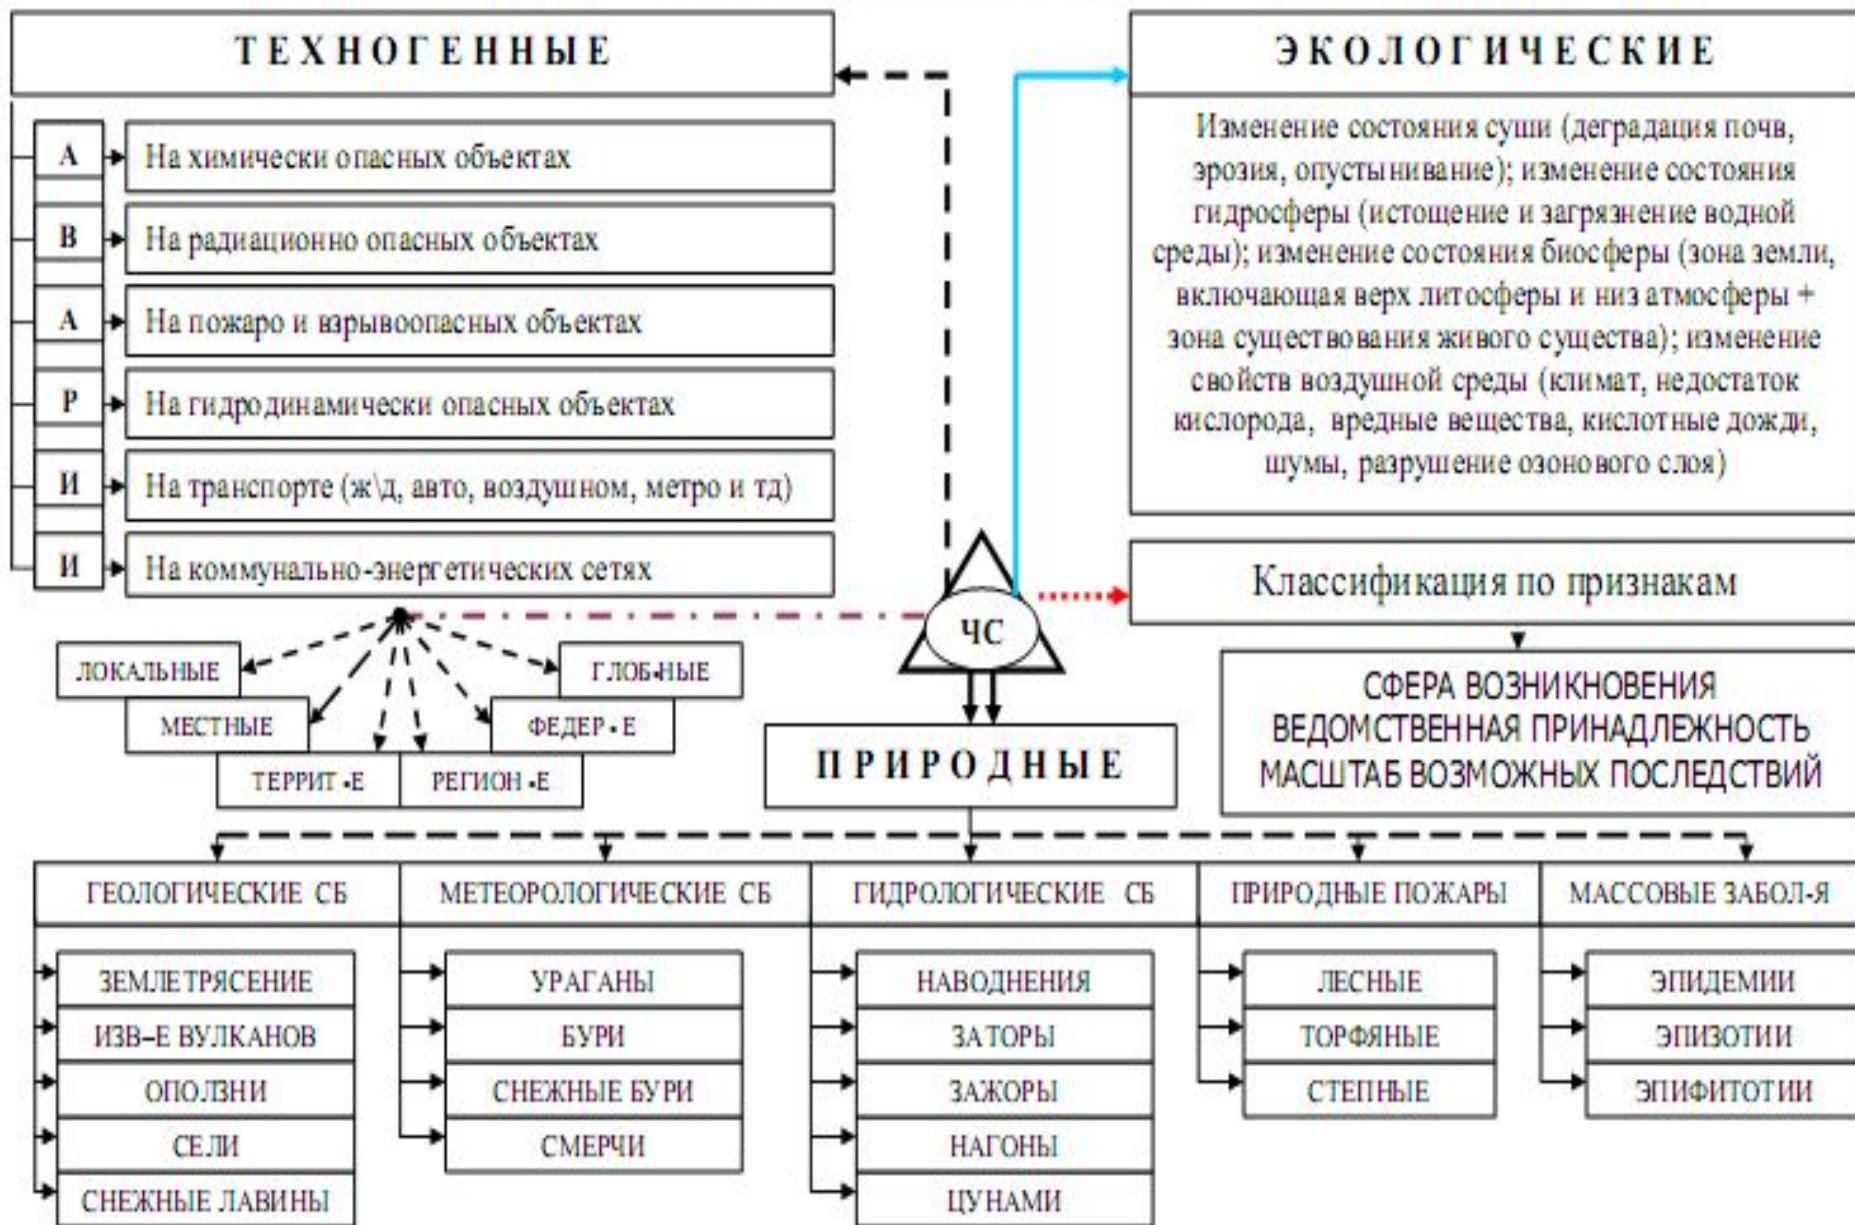 ТЕХНОГЕННЫЕ
А На химически опасных объектах
В На радиационно опасных объектах
А На пожаро и взрывоопасных объектах
Р На гидродинамически опасных объектах
И На транспорте (ж\д, авто, воздушном, метро и тд)
И На коммунально-энергетических сетях
ЭКОЛОГИЧЕСКИЕ
Изменение состояния суши (деградация почв,
эрозия, опустынивание); изменение состояния
гидросферы (истощение и загрязнение водной
среды); изменение состояния биосферы (зона земли,
включающая верх литосферы и низ атмосферы +
зона существования живого существа); изменение
свойств воздушной среды (климат, недостаток
кислорода, вредные вещества, кислотные дожди,
шумы, разрушение озонового слоя)
ЧС
Классификация по признакам
СФЕРА ВОЗНИКНОВЕНИЯ
ВЕДОМСТВЕННАЯ ПРИНАДЛЕЖНОСТЬ
МАСШТАБ ВОЗМОЖНЫХ ПОСЛЕДСТВИЙ
ЛОКАЛЬНЫЕ
МЕСТНЫЕ
ТЕРРИТ-Е
РЕГИОН-Е
ФЕДЕР-Е
ГЛОБ-НЫЕ
ПРИРОДНЫЕ
ГЕОЛОГИЧЕСКИЕ СБ
ЗЕМЛЕТРЯСЕНИЕ
ИЗВ–Е ВУЛКАНОВ
ОПОЛЗНИ
СЕЛИ
СНЕЖНЫЕ ЛАВИНЫ
МЕТЕОРОЛОГИЧЕСКИЕ СБ
УРАГАНЫ
БУРИ
СНЕЖНЫЕ БУРИ
СМЕРЧИ
ГИДРОЛОГИЧЕСКИЕ СБ
НАВОДНЕНИЯ
ЗАТОРЫ
ЗАЖОРЫ
НАГОНЫ
ЦУНАМИ
ПРИРОДНЫЕ ПОЖАРЫ
ЛЕСНЫЕ
ТОРФЯНЫЕ
СТЕПНЫЕ
МАССОВЫЕ ЗАБОЛ-Я
ЭПИДЕМИИ
ЭПИЗОТИИ
ЭПИФИТОТИИ